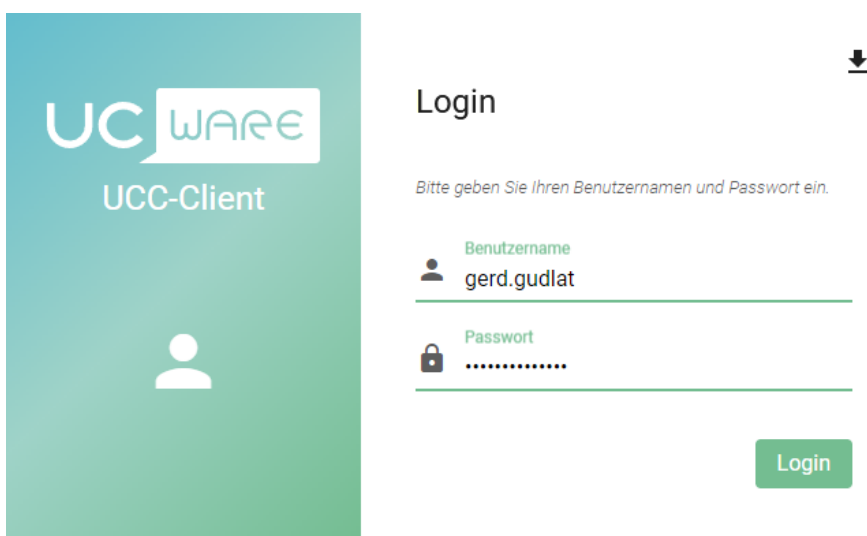 UC WARE
UCC-Client
Login
Bitte geben Sie Ihren Benutzernamen und Passwort ein.
Benutzername
gerd.gudlat
Passwort
••••••••••••••
Login